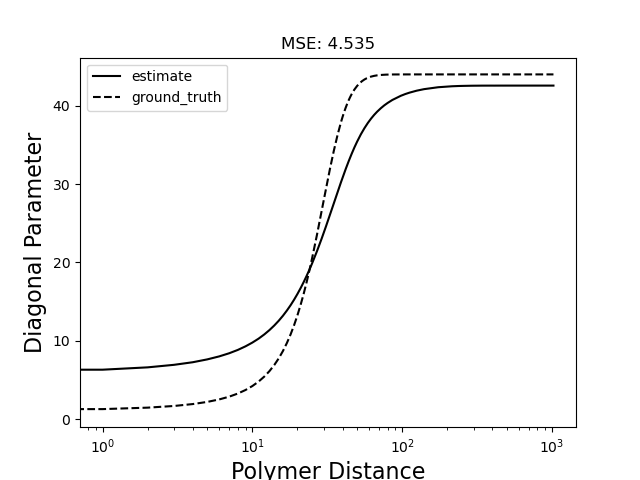 MSE: 4.535
estimate
ground_truth
40
30
20
10
0
Diagonal Parameter
10⁰
10¹
10²
10³
Polymer Distance